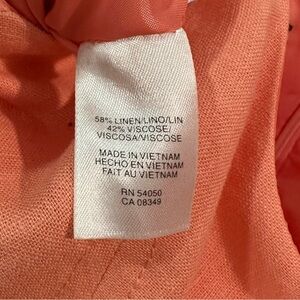 58% LINEN/LINO/LIN
42% VISCOSE/
VISCOSA/VISCOSE
MADE IN VIETNAM
HECHO EN VIETNAM
FAIT AU VIETNAM
RN 54050
CA 08349